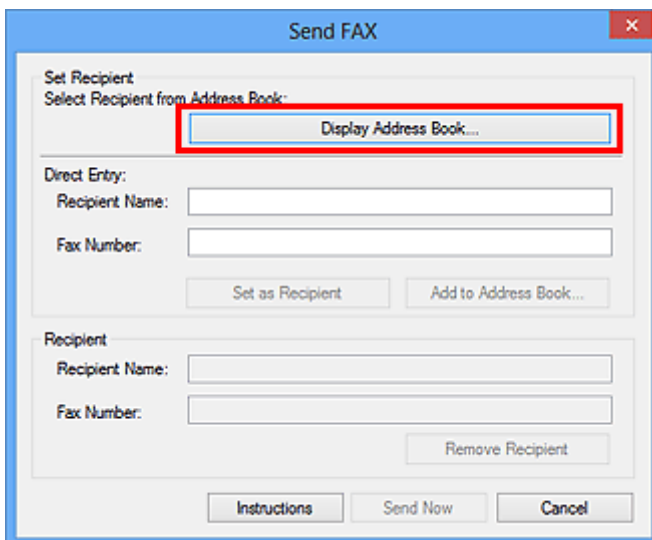 Send FAX
Set Recipient
Select Recipient from Address Book:
Display Address Book...
Direct Entry:
Recipient Name:
Fax Number:
Set as Recipient Add to Address Book...
Recipient
Recipient Name:
Fax Number:
Remove Recipient
Instructions Send Now Cancel